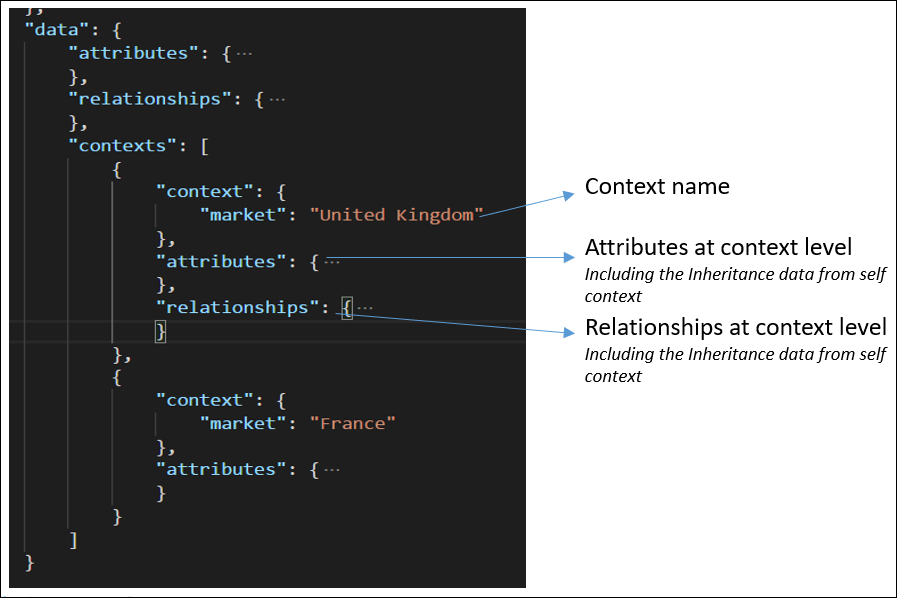 },
"data": {
"attributes": { ...
},
"relationships": { ...
},
"contexts": [
{
"context": {
"market": "United Kingdom"
},
"attributes": { ...
},
"relationships": { ...
}
},
{
"context": {
"market": "France"
},
"attributes": { ...
}
}
]
}
Context name
Attributes at context level
Including the Inheritance data from self
context
Relationships at context level
Including the Inheritance data from self
context